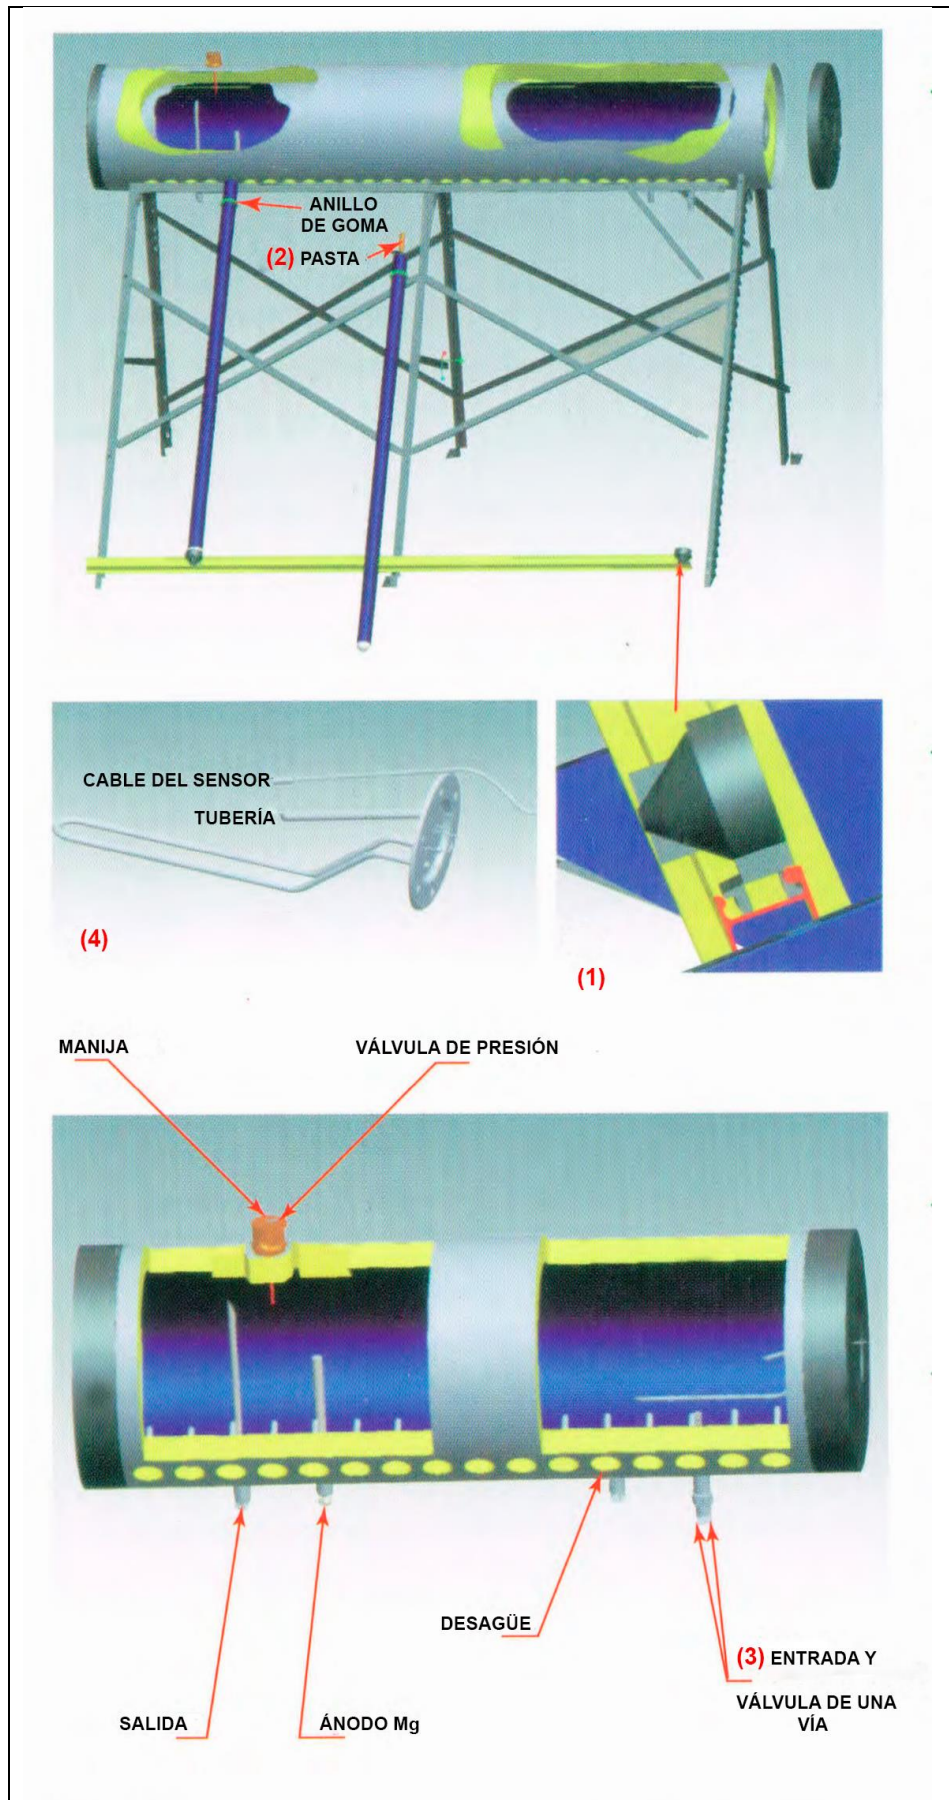 ANILLO
DE GOMA
(2) PASTA
CABLE DEL SENSOR
TUBERÍA
(4)
(1)
MANIJA
VÁLVULA DE PRESIÓN
DESAGÜE
(3) ENTRADA Y
VÁLVULA DE UNA
VÍA
SALIDA
ÁNODO Mg